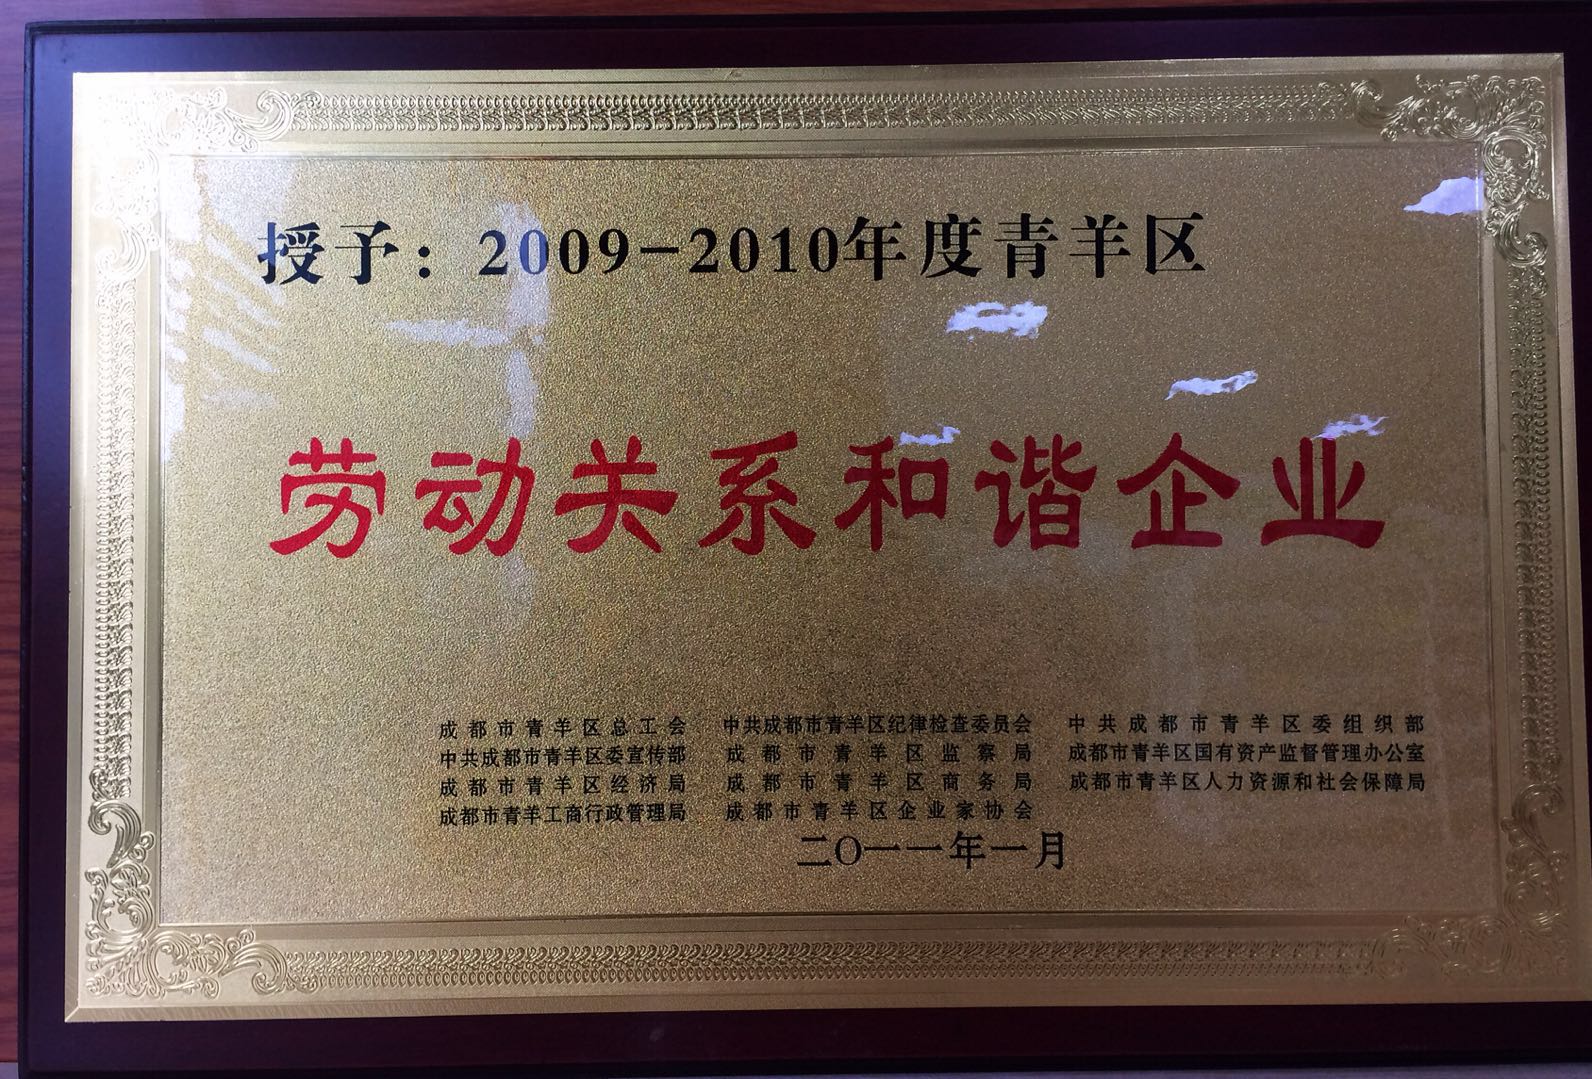 授予：2009-2010年度青羊区
劳动关系和谐企业
成都市青羊区总工会 中共成都市青羊区纪律检查委员会 中共成都市青羊区委组织部
中共成都市青羊区委宣传部 成都市青羊区监察局 成都市青羊区国有资产监督管理办公室
成都市青羊区经济局 成都市青羊区商务局 成都市青羊区人力资源和社会保障局
成都市青羊工商行政管理局 成都市青羊区企业家协会
二〇一一年一月